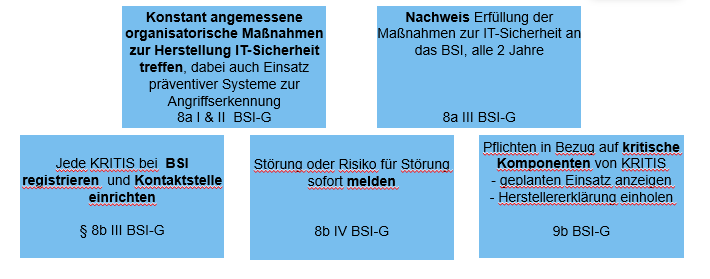 Konstant angemessene
organisatorische Maßnahmen
zur Herstellung IT-Sicherheit
treffen, dabei auch Einsatz
präventiver Systeme zur
Angriffserkennung
8a I & II  BSI-G
Nachweis Erfüllung der
Maßnahmen zur IT-Sicherheit an
das BSI, alle 2 Jahre
8a III BSI-G
Jede KRITIS bei  BSI
registrieren  und Kontaktstelle
einrichten
§ 8b III BSI-G
Störung oder Risiko für Störung
sofort melden
8b IV BSI-G
Pflichten in Bezug auf kritische
Komponenten von KRITIS
- geplanten Einsatz anzeigen
- Herstellererklärung einholen
9b BSI-G